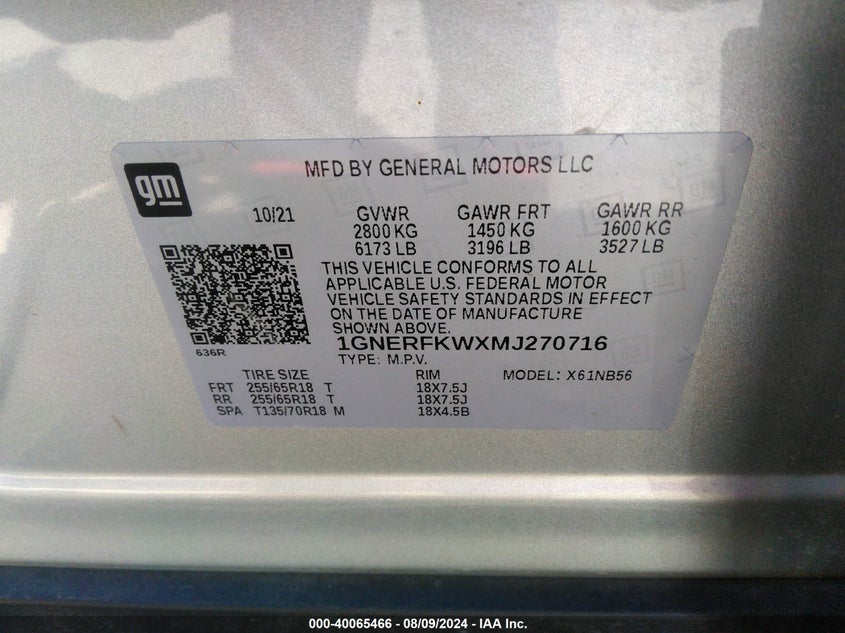 gm
MFD BY GENERAL MOTORS LLC
10/21 GVWR GAWR FRT GAWR RR
2800 KG 1450 KG 1600 KG
6173 LB 3196 LB 3527 LB
THIS VEHICLE CONFORMS TO ALL
APPLICABLE U.S. FEDERAL MOTOR
VEHICLE SAFETY STANDARDS IN EFFECT
ON THE DATE OF MANUFACTURE
SHOWN ABOVE.
636R
1GNERFKWXMJ270716
TYPE: M.P.V.
TIRE SIZE RIM MODEL: X61NB56
FRT 255/65R18 T 18X7.5J
RR 255/65R18 T 18X7.5J
SPA T135/70R18 M 18X4.5B
000-40065466 - 08/09/2024 - IAA Inc.